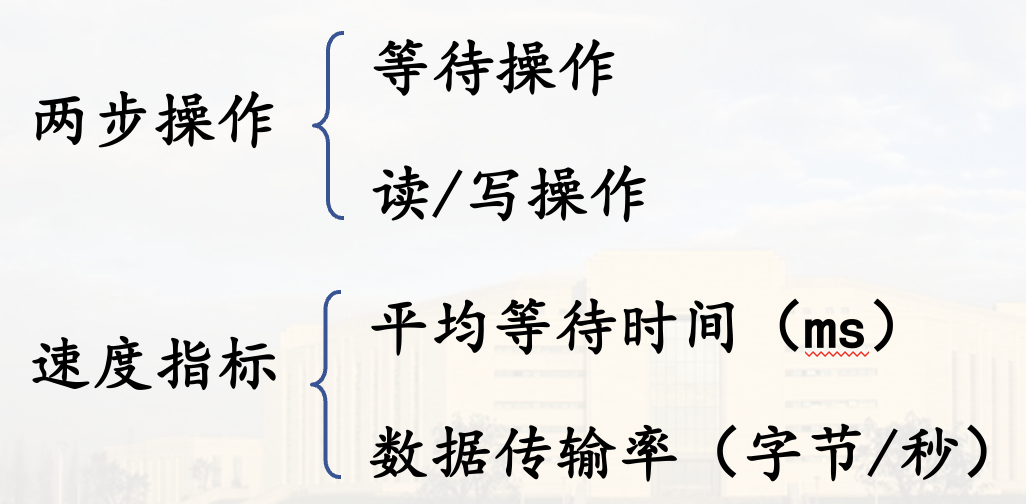 两步操作
等待操作
读/写操作
速度指标
平均等待时间（ms）
数据传输率（字节/秒）